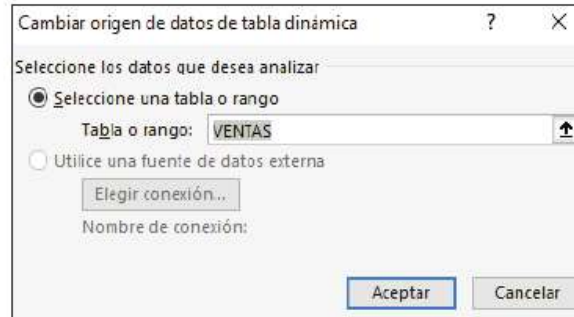 Cambiar origen de datos de tabla dinámica ? ×
Seleccione los datos que desea analizar
Seleccione una tabla o rango
Tabla o rango: VENTAS
Utilice una fuente de datos externa
Elegir conexión...
Nombre de conexión:
Aceptar Cancelar